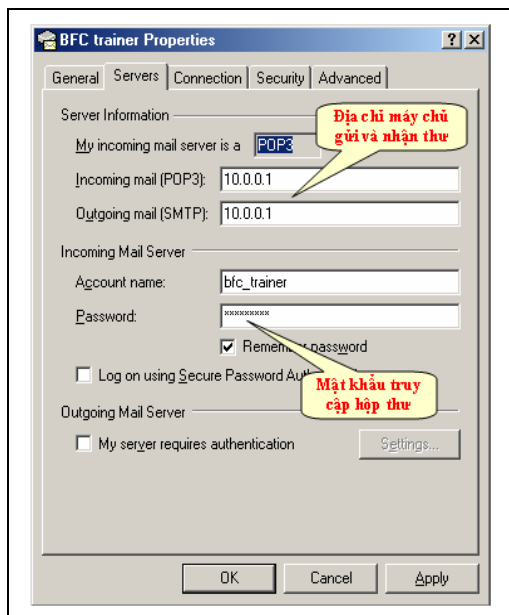 BFC trainer Properties
General Servers Connection Security Advanced
Server Information
Địa chỉ máy chủ
gửi và nhận thư
My incoming mail server is a POP3
Incoming mail (POP3): 10.0.0.1
Outgoing mail (SMTP): 10.0.0.1
Incoming Mail Server
Account name: bfc_trainer
Password: *********
Remember password
Log on using Secure Password
Mật khẩu truy
cập hộp thư
Outgoing Mail Server
My server requires authentication Settings...
OK Cancel Apply